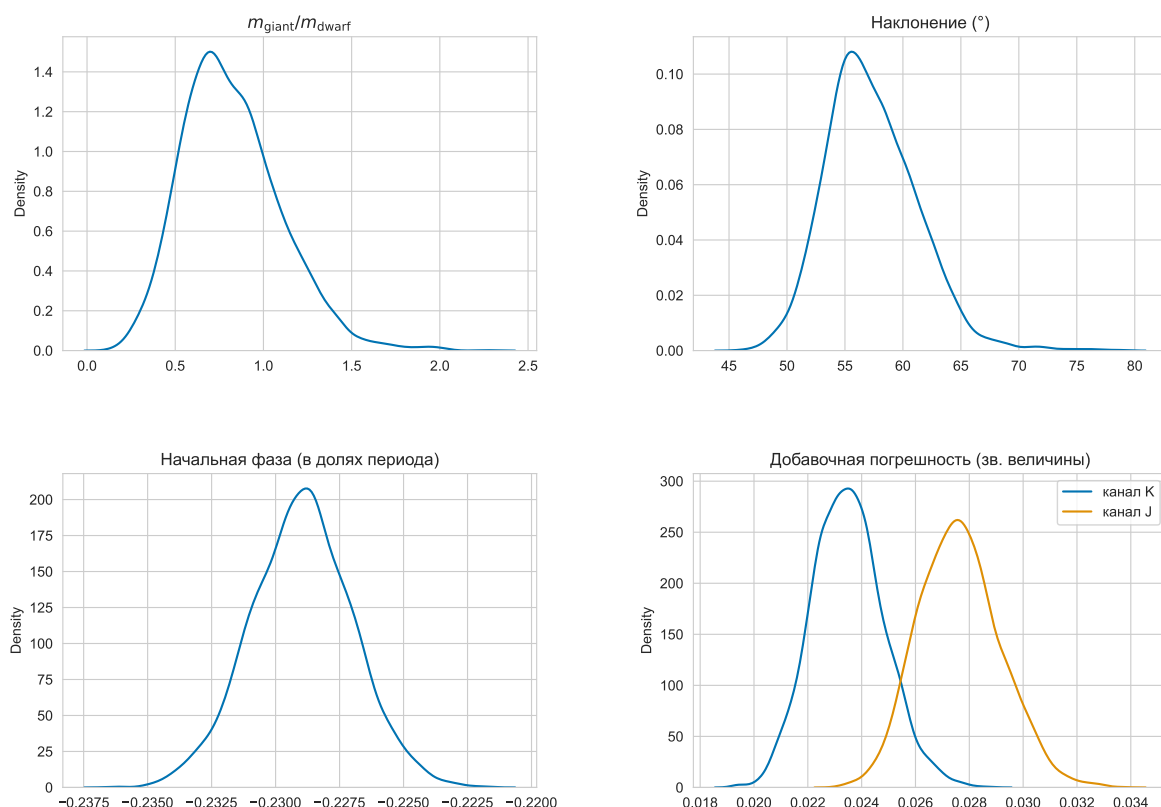 m_giant/m_dwarf
Density
1.4
1.2
1.0
0.8
0.6
0.4
0.2
0.0
0.0 0.5 1.0 1.5 2.0 2.5
Наклонение (°)
Density
0.10
0.08
0.06
0.04
0.02
0.00
45 50 55 60 65 70 75 80
Начальная фаза (в долях периода)
Density
200
175
150
125
100
75
50
25
0
−0.2375 −0.2350 −0.2325 −0.2300 −0.2275 −0.2250 −0.2225 −0.2200
Добавочная погрешность (зв. величины)
Density
300
250
200
150
100
50
0
канал K
канал J
0.018 0.020 0.022 0.024 0.026 0.028 0.030 0.032 0.034